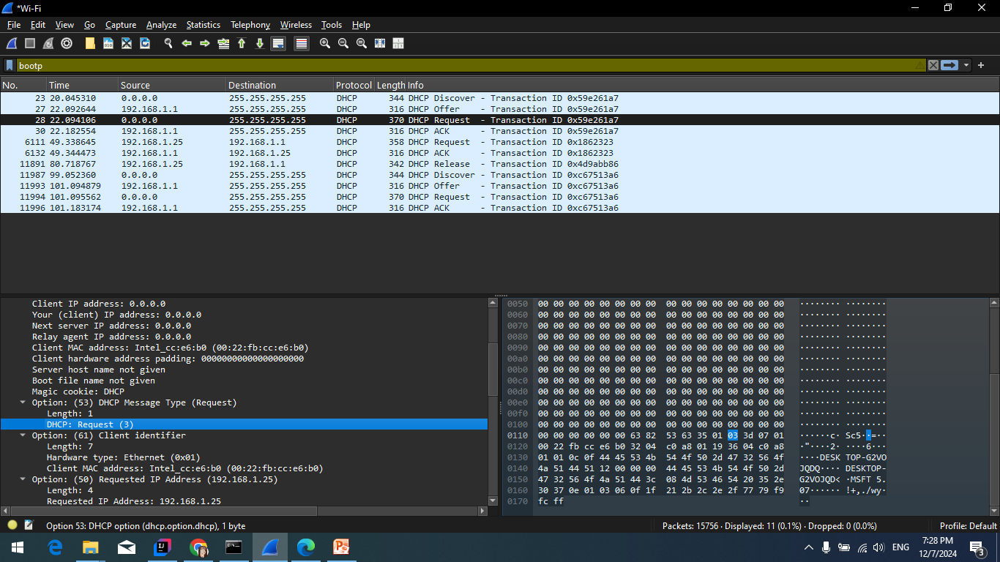 *Wi-Fi
File Edit View Go Capture Analyze Statistics Telephony Wireless Tools Help
bootp
No. Time Source Destination Protocol Length Info
23 20.045310 0.0.0.0 255.255.255.255 DHCP 344 DHCP Discover - Transaction ID 0x59e261a7
27 22.092644 192.168.1.1 255.255.255.255 DHCP 316 DHCP Offer - Transaction ID 0x59e261a7
28 22.094106 0.0.0.0 255.255.255.255 DHCP 370 DHCP Request - Transaction ID 0x59e261a7
30 22.182554 192.168.1.1 255.255.255.255 DHCP 316 DHCP ACK - Transaction ID 0x59e261a7
6111 49.338645 192.168.1.25 192.168.1.1 DHCP 358 DHCP Request - Transaction ID 0x1862323
6132 49.344473 192.168.1.1 192.168.1.25 DHCP 316 DHCP ACK - Transaction ID 0x1862323
11891 80.718767 192.168.1.25 192.168.1.1 DHCP 342 DHCP Release - Transaction ID 0x4d9abb86
11987 99.052360 0.0.0.0 255.255.255.255 DHCP 344 DHCP Discover - Transaction ID 0xc67513a6
11993 101.094879 192.168.1.1 255.255.255.255 DHCP 316 DHCP Offer - Transaction ID 0xc67513a6
11994 101.095562 0.0.0.0 255.255.255.255 DHCP 370 DHCP Request - Transaction ID 0xc67513a6
11996 101.183174 192.168.1.1 255.255.255.255 DHCP 316 DHCP ACK - Transaction ID 0xc67513a6
Client IP address: 0.0.0.0
Your (client) IP address: 0.0.0.0
Next server IP address: 0.0.0.0
Relay agent IP address: 0.0.0.0
Client MAC address: Intel_cc:e6:b0 (00:22:fb:cc:e6:b0)
Client hardware address padding: 00000000000000000000
Server host name not given
Boot file name not given
Magic cookie: DHCP
Option: (53) DHCP Message Type (Request)
Length: 1
DHCP: Request (3)
Option: (61) Client identifier
Length: 7
Hardware type: Ethernet (0x01)
Client MAC address: Intel_cc:e6:b0 (00:22:fb:cc:e6:b0)
Option: (50) Requested IP Address (192.168.1.25)
Length: 4
Requested IP Address: 192.168.1.25
0050 00 00 00 00 00 00 00 00 00 00 00 00 00 00 00 00 ········ ········
0060 00 00 00 00 00 00 00 00 00 00 00 00 00 00 00 00 ········ ········
0070 00 00 00 00 00 00 00 00 00 00 00 00 00 00 00 00 ········ ········
0080 00 00 00 00 00 00 00 00 00 00 00 00 00 00 00 00 ········ ········
0090 00 00 00 00 00 00 00 00 00 00 00 00 00 00 00 00 ········ ········
00a0 00 00 00 00 00 00 00 00 00 00 00 00 00 00 00 00 ········ ········
00b0 00 00 00 00 00 00 00 00 00 00 00 00 00 00 00 00 ········ ········
00c0 00 00 00 00 00 00 00 00 00 00 00 00 00 00 00 00 ········ ········
00d0 00 00 00 00 00 00 00 00 00 00 00 00 00 00 00 00 ········ ········
00e0 00 00 00 00 00 00 00 00 00 00 00 00 00 00 00 00 ········ ········
00f0 00 00 00 00 00 00 00 00 00 00 00 00 00 00 00 00 ········ ········
0100 00 00 00 00 00 00 00 00 00 00 00 00 00 00 00 00 ········ ········
0110 00 00 00 00 00 00 63 82 53 63 35 01 03 3d 07 01 ······c· Sc5··=··
0120 00 22 fb cc e6 b0 32 04 c0 a8 01 19 36 04 c0 a8 ·"····2· ····6···
0130 01 01 0c 0f 44 45 53 4b 54 4f 50 2d 47 32 56 4f ····DESK TOP-G2VO
0140 4a 51 44 51 12 00 00 00 44 45 53 4b 54 4f 50 2d JQDQ···· DESKTOP-
0150 47 32 56 4f 4a 51 44 3c 08 4d 53 46 54 20 35 2e G2VOJQD< ·MSFT 5.
0160 30 37 0e 01 03 06 0f 1f 21 2b 2c 2e 2f 77 79 f9 07······ !+,./wy·
0170 fc ff ··
Option 53: DHCP option (dhcp.option.dhcp), 1 byte
Packets: 15756 · Displayed: 11 (0.1%) · Dropped: 0 (0.0%)
Profile: Default
ENG
7:28 PM
12/7/2024
3